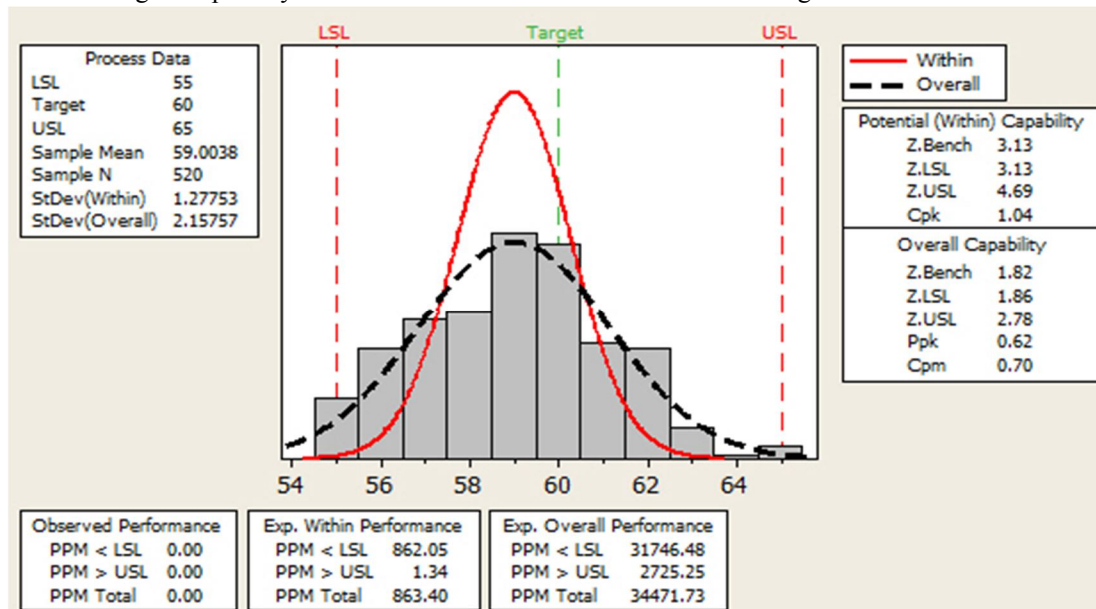 LSL Target USL
Process Data
LSL 55
Target 60
USL 65
Sample Mean 59.0038
Sample N 520
StDev(Within) 1.27753
StDev(Overall) 2.15757
Within
Overall
Potential (Within) Capability
Z.Bench 3.13
Z.LSL 3.13
Z.USL 4.69
Cpk 1.04
Overall Capability
Z.Bench 1.82
Z.LSL 1.86
Z.USL 2.78
Ppk 0.62
Cpm 0.70
54 56 58 60 62 64
Observed Performance
PPM < LSL 0.00
PPM > USL 0.00
PPM Total 0.00
Exp. Within Performance
PPM < LSL 862.05
PPM > USL 1.34
PPM Total 863.40
Exp. Overall Performance
PPM < LSL 31746.48
PPM > USL 2725.25
PPM Total 34471.73